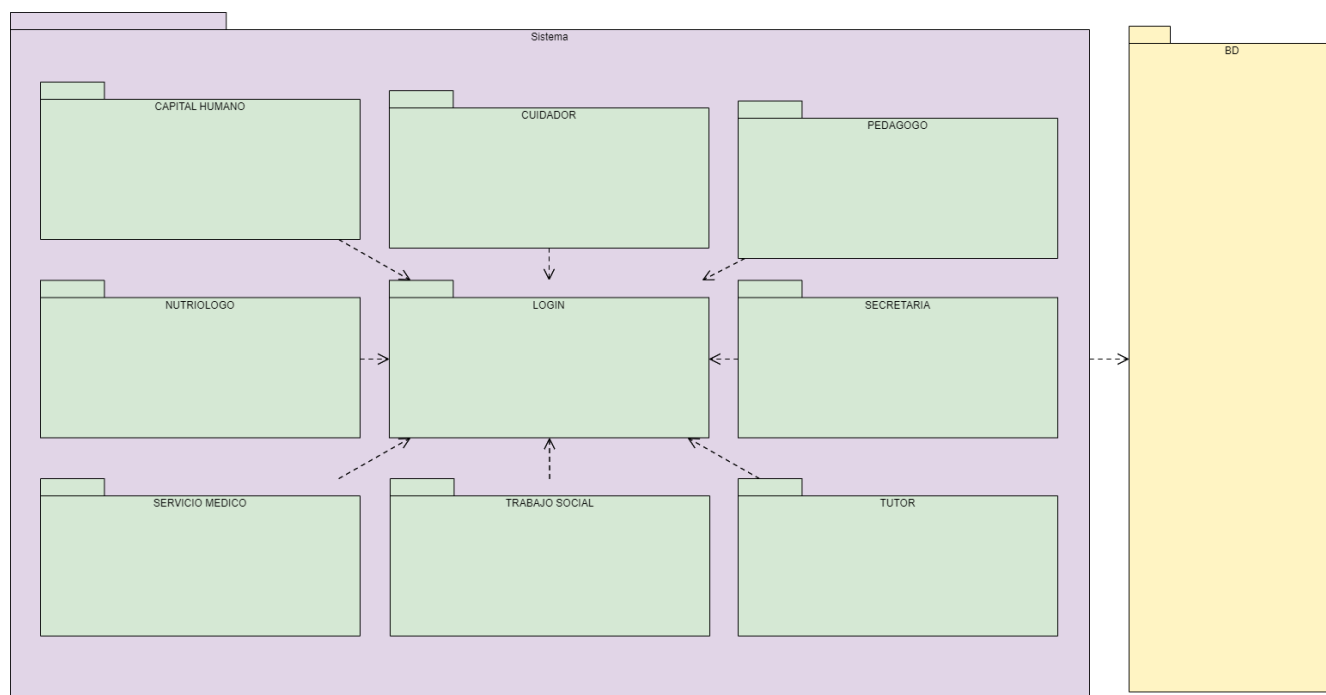 Sistema
BD
CAPITAL HUMANO
CUIDADOR
PEDAGOGO
NUTRIOLOGO
LOGIN
SECRETARIA
SERVICIO MEDICO
TRABAJO SOCIAL
TUTOR